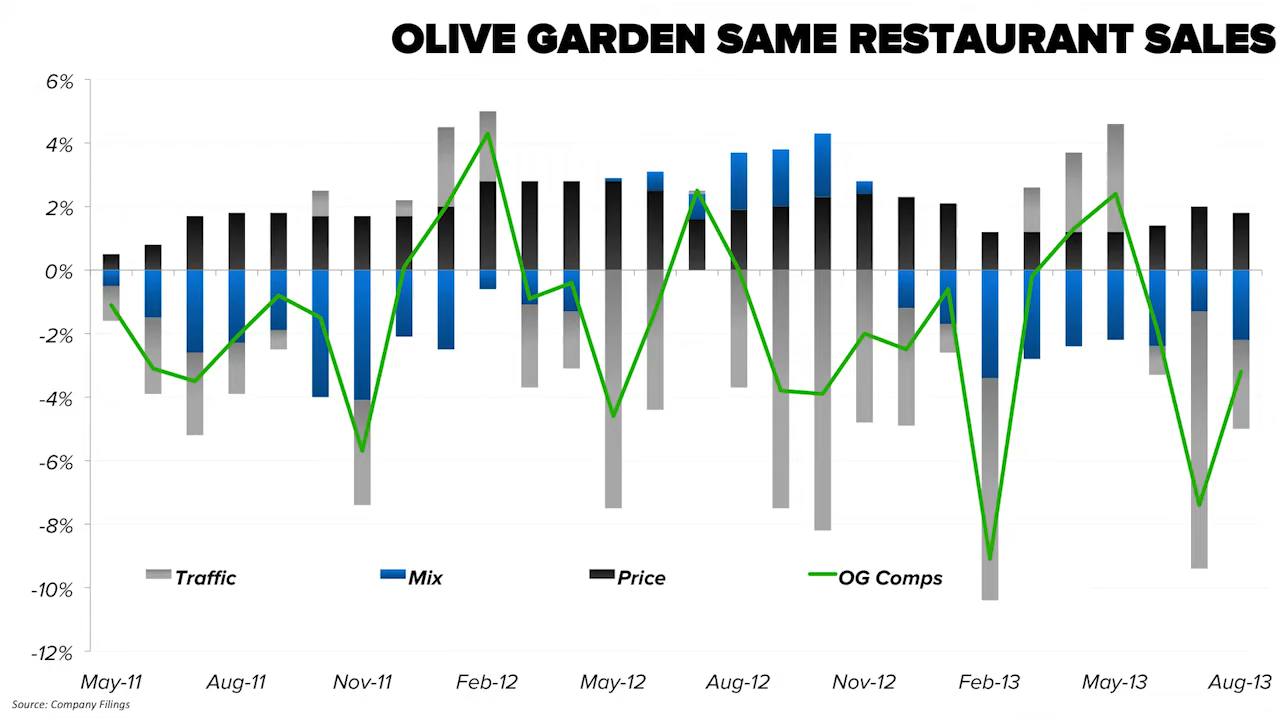 OLIVE GARDEN SAME RESTAURANT SALES
6%
4%
2%
0%
-2%
-4%
-6%
-8%
-10%
-12%
Traffic
Mix
Price
OG Comps
May-11
Aug-11
Nov-11
Feb-12
May-12
Aug-12
Nov-12
Feb-13
May-13
Aug-13
Source: Company Filings